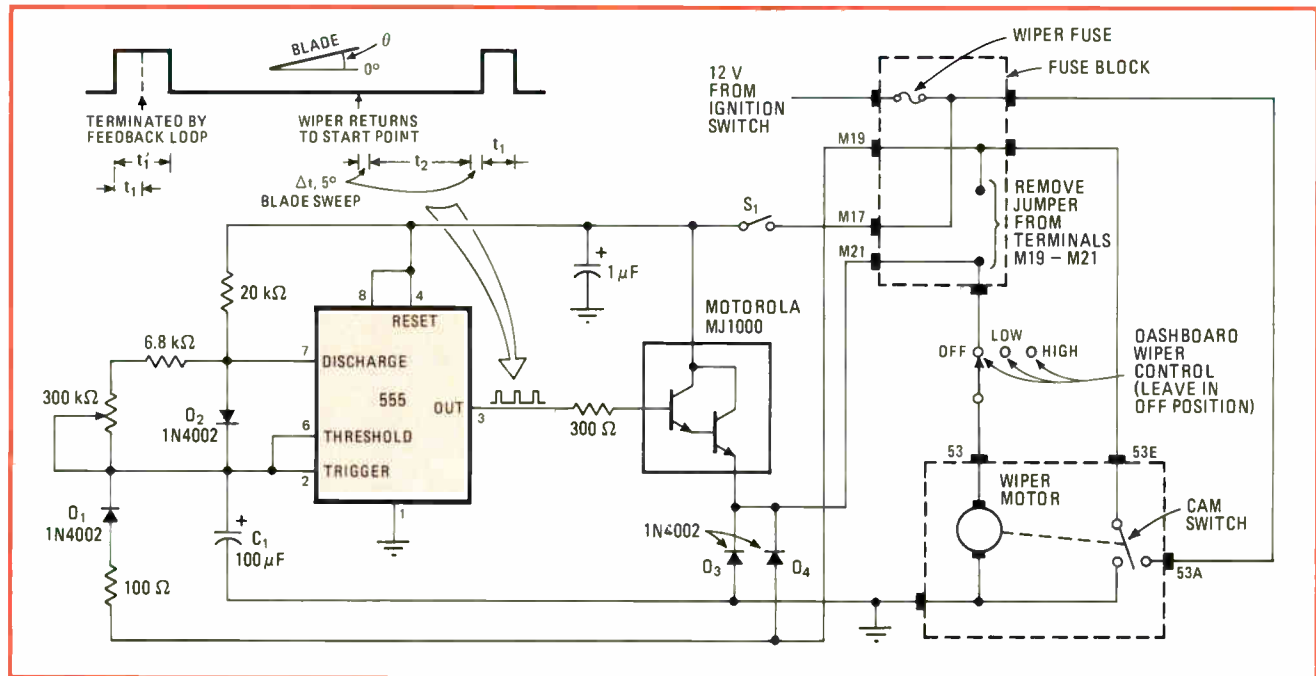 BLADE
θ
0°
TERMINATED BY
FEEDBACK LOOP
WIPER RETURNS
TO START POINT
t₁′
t₁
t₂
t₁
Δt, 5°
BLADE SWEEP
12 V
FROM
IGNITION
SWITCH
WIPER FUSE
FUSE BLOCK
M19
M17
M21
REMOVE
JUMPER
FROM
TERMINALS
M19 – M21
S₁
1 µF
20 kΩ
6.8 kΩ
300 kΩ
D₂
1N4002
D₁
1N4002
100 Ω
C₁
100 µF
+
+
8
4
RESET
7
DISCHARGE
555
OUT
3
6
THRESHOLD
2
TRIGGER
1
300 Ω
MOTOROLA
MJ1000
1N4002
D₃
D₄
OFF
LOW
HIGH
DASHBOARD
WIPER
CONTROL
(LEAVE IN
OFF POSITION)
53
53E
WIPER
MOTOR
CAM
SWITCH
53A